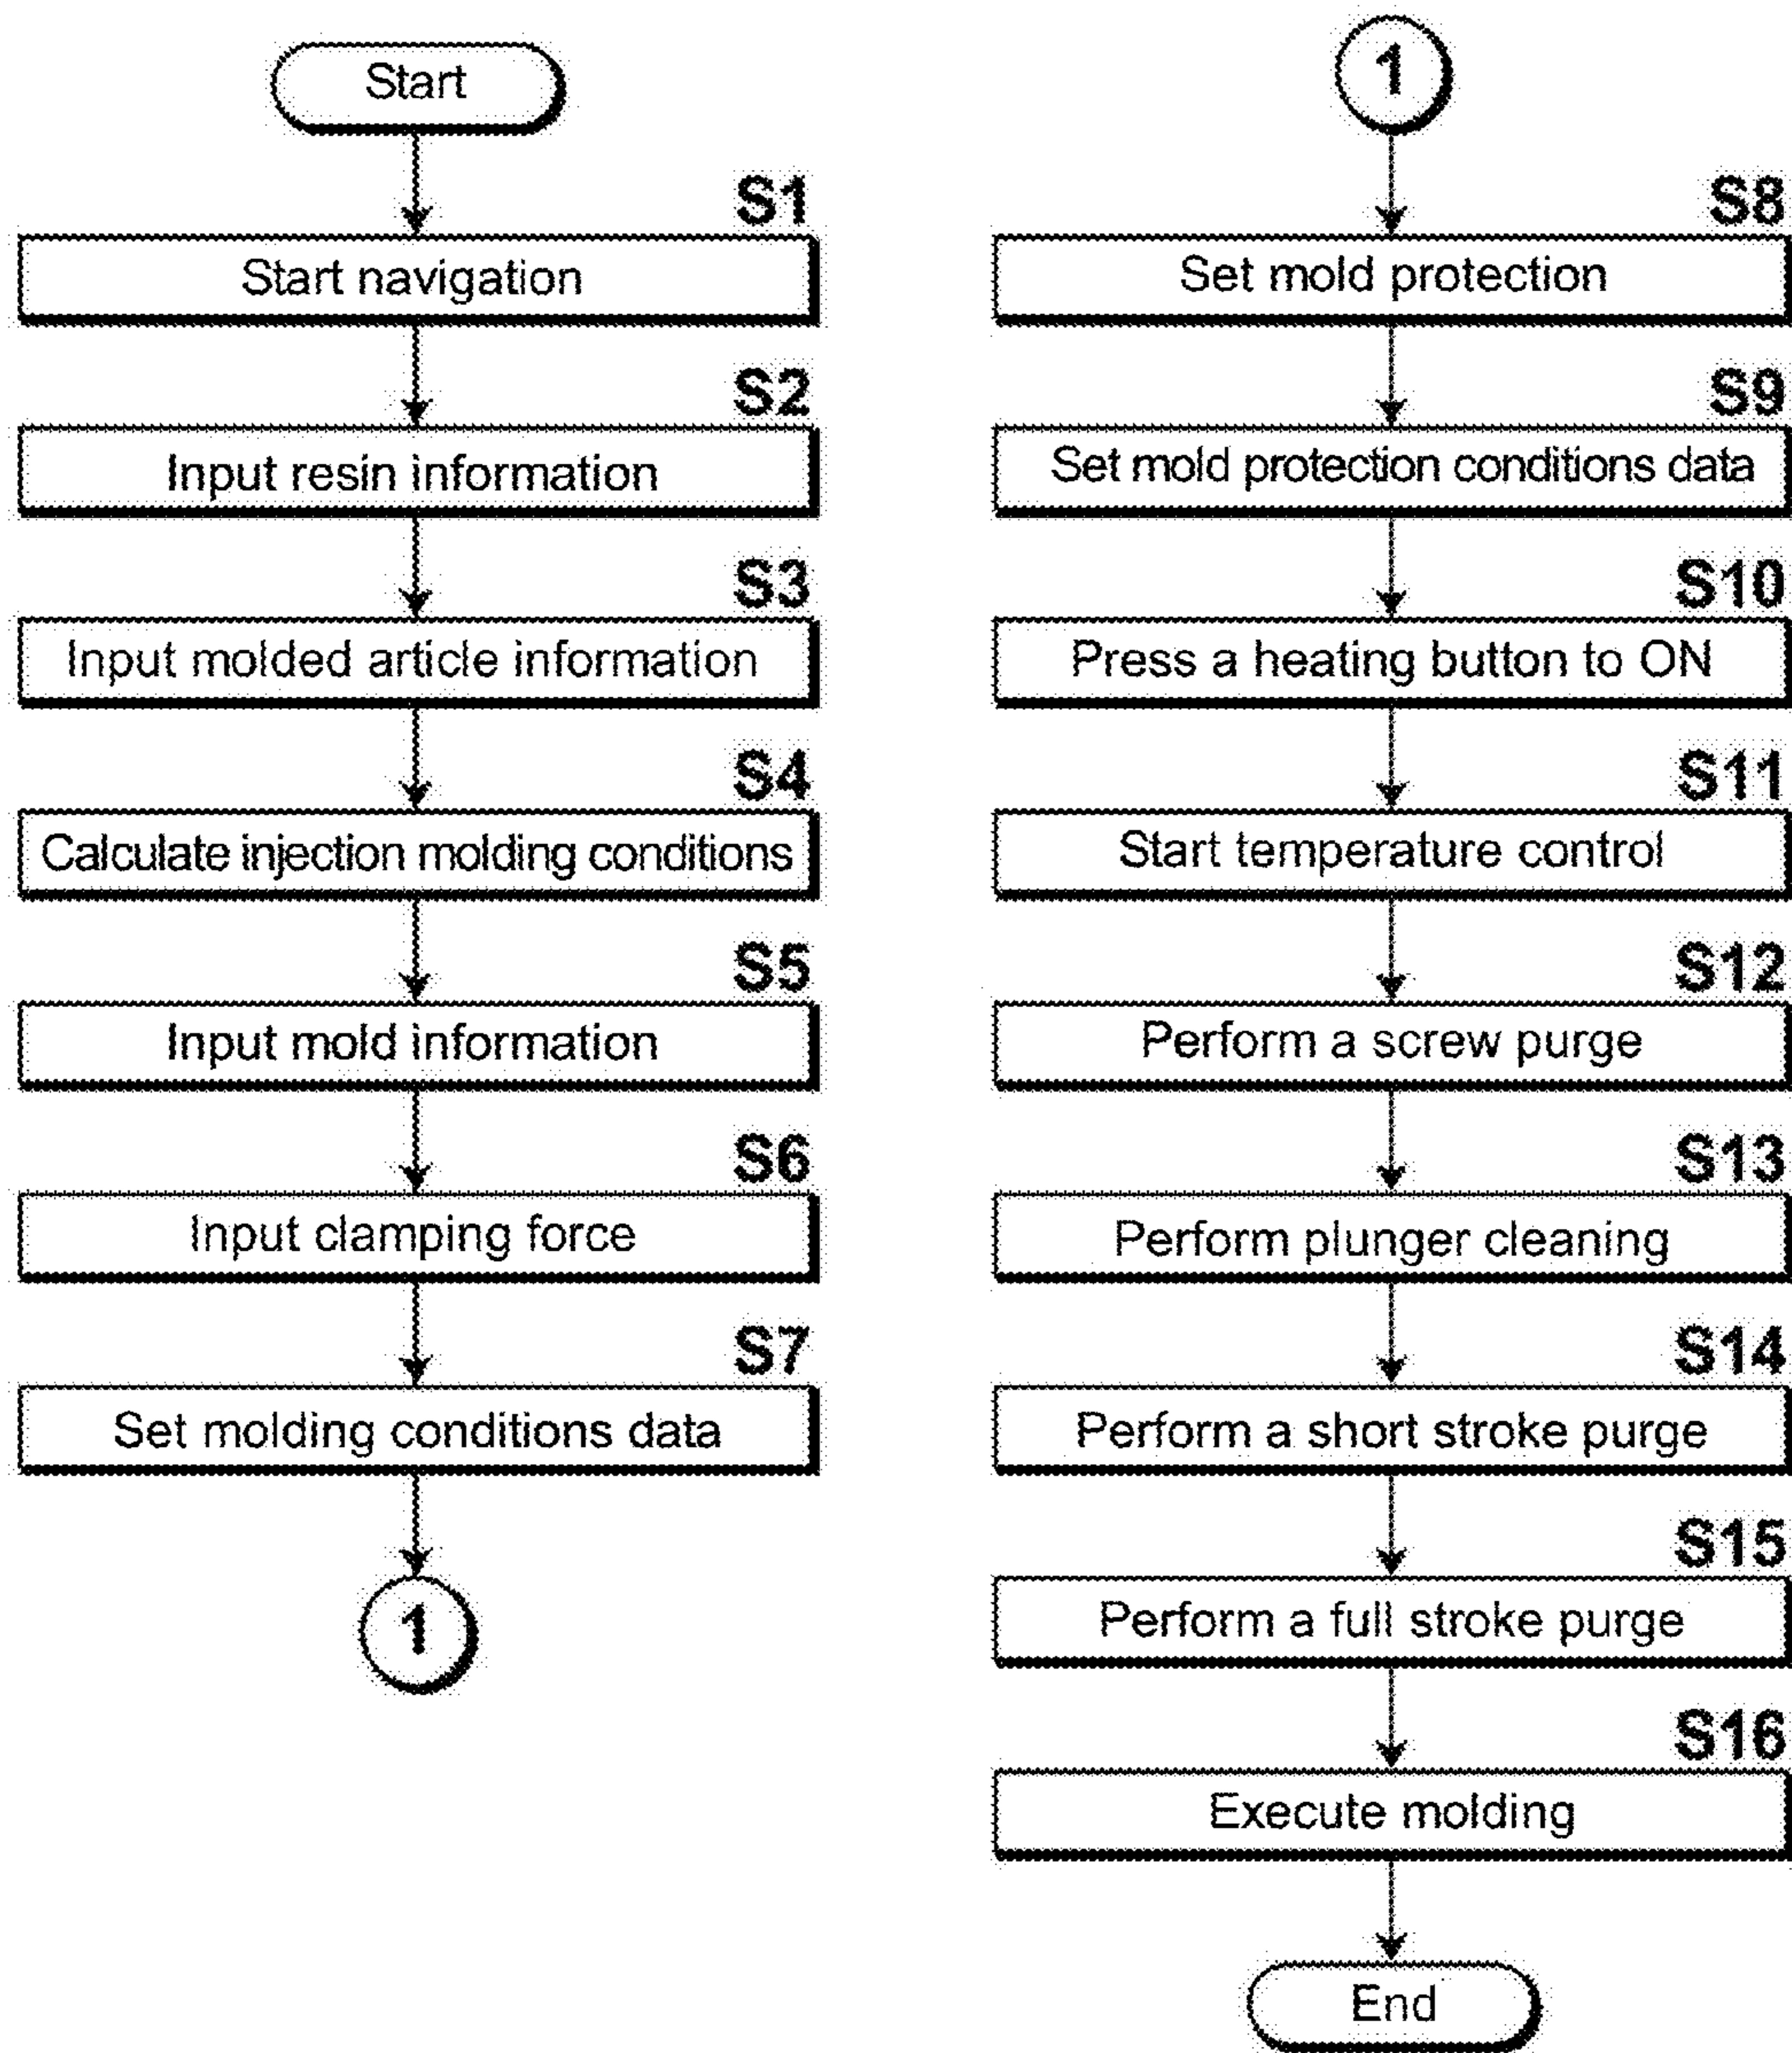 Start
S1
Start navigation
S2
Input resin information
S3
Input molded article information
S4
Calculate injection molding conditions
S5
Input mold information
S6
Input clamping force
S7
Set molding conditions data
1
1
S8
Set mold protection
S9
Set mold protection conditions data
S10
Press a heating button to ON
S11
Start temperature control
S12
Perform a screw purge
S13
Perform plunger cleaning
S14
Perform a short stroke purge
S15
Perform a full stroke purge
S16
Execute molding
End